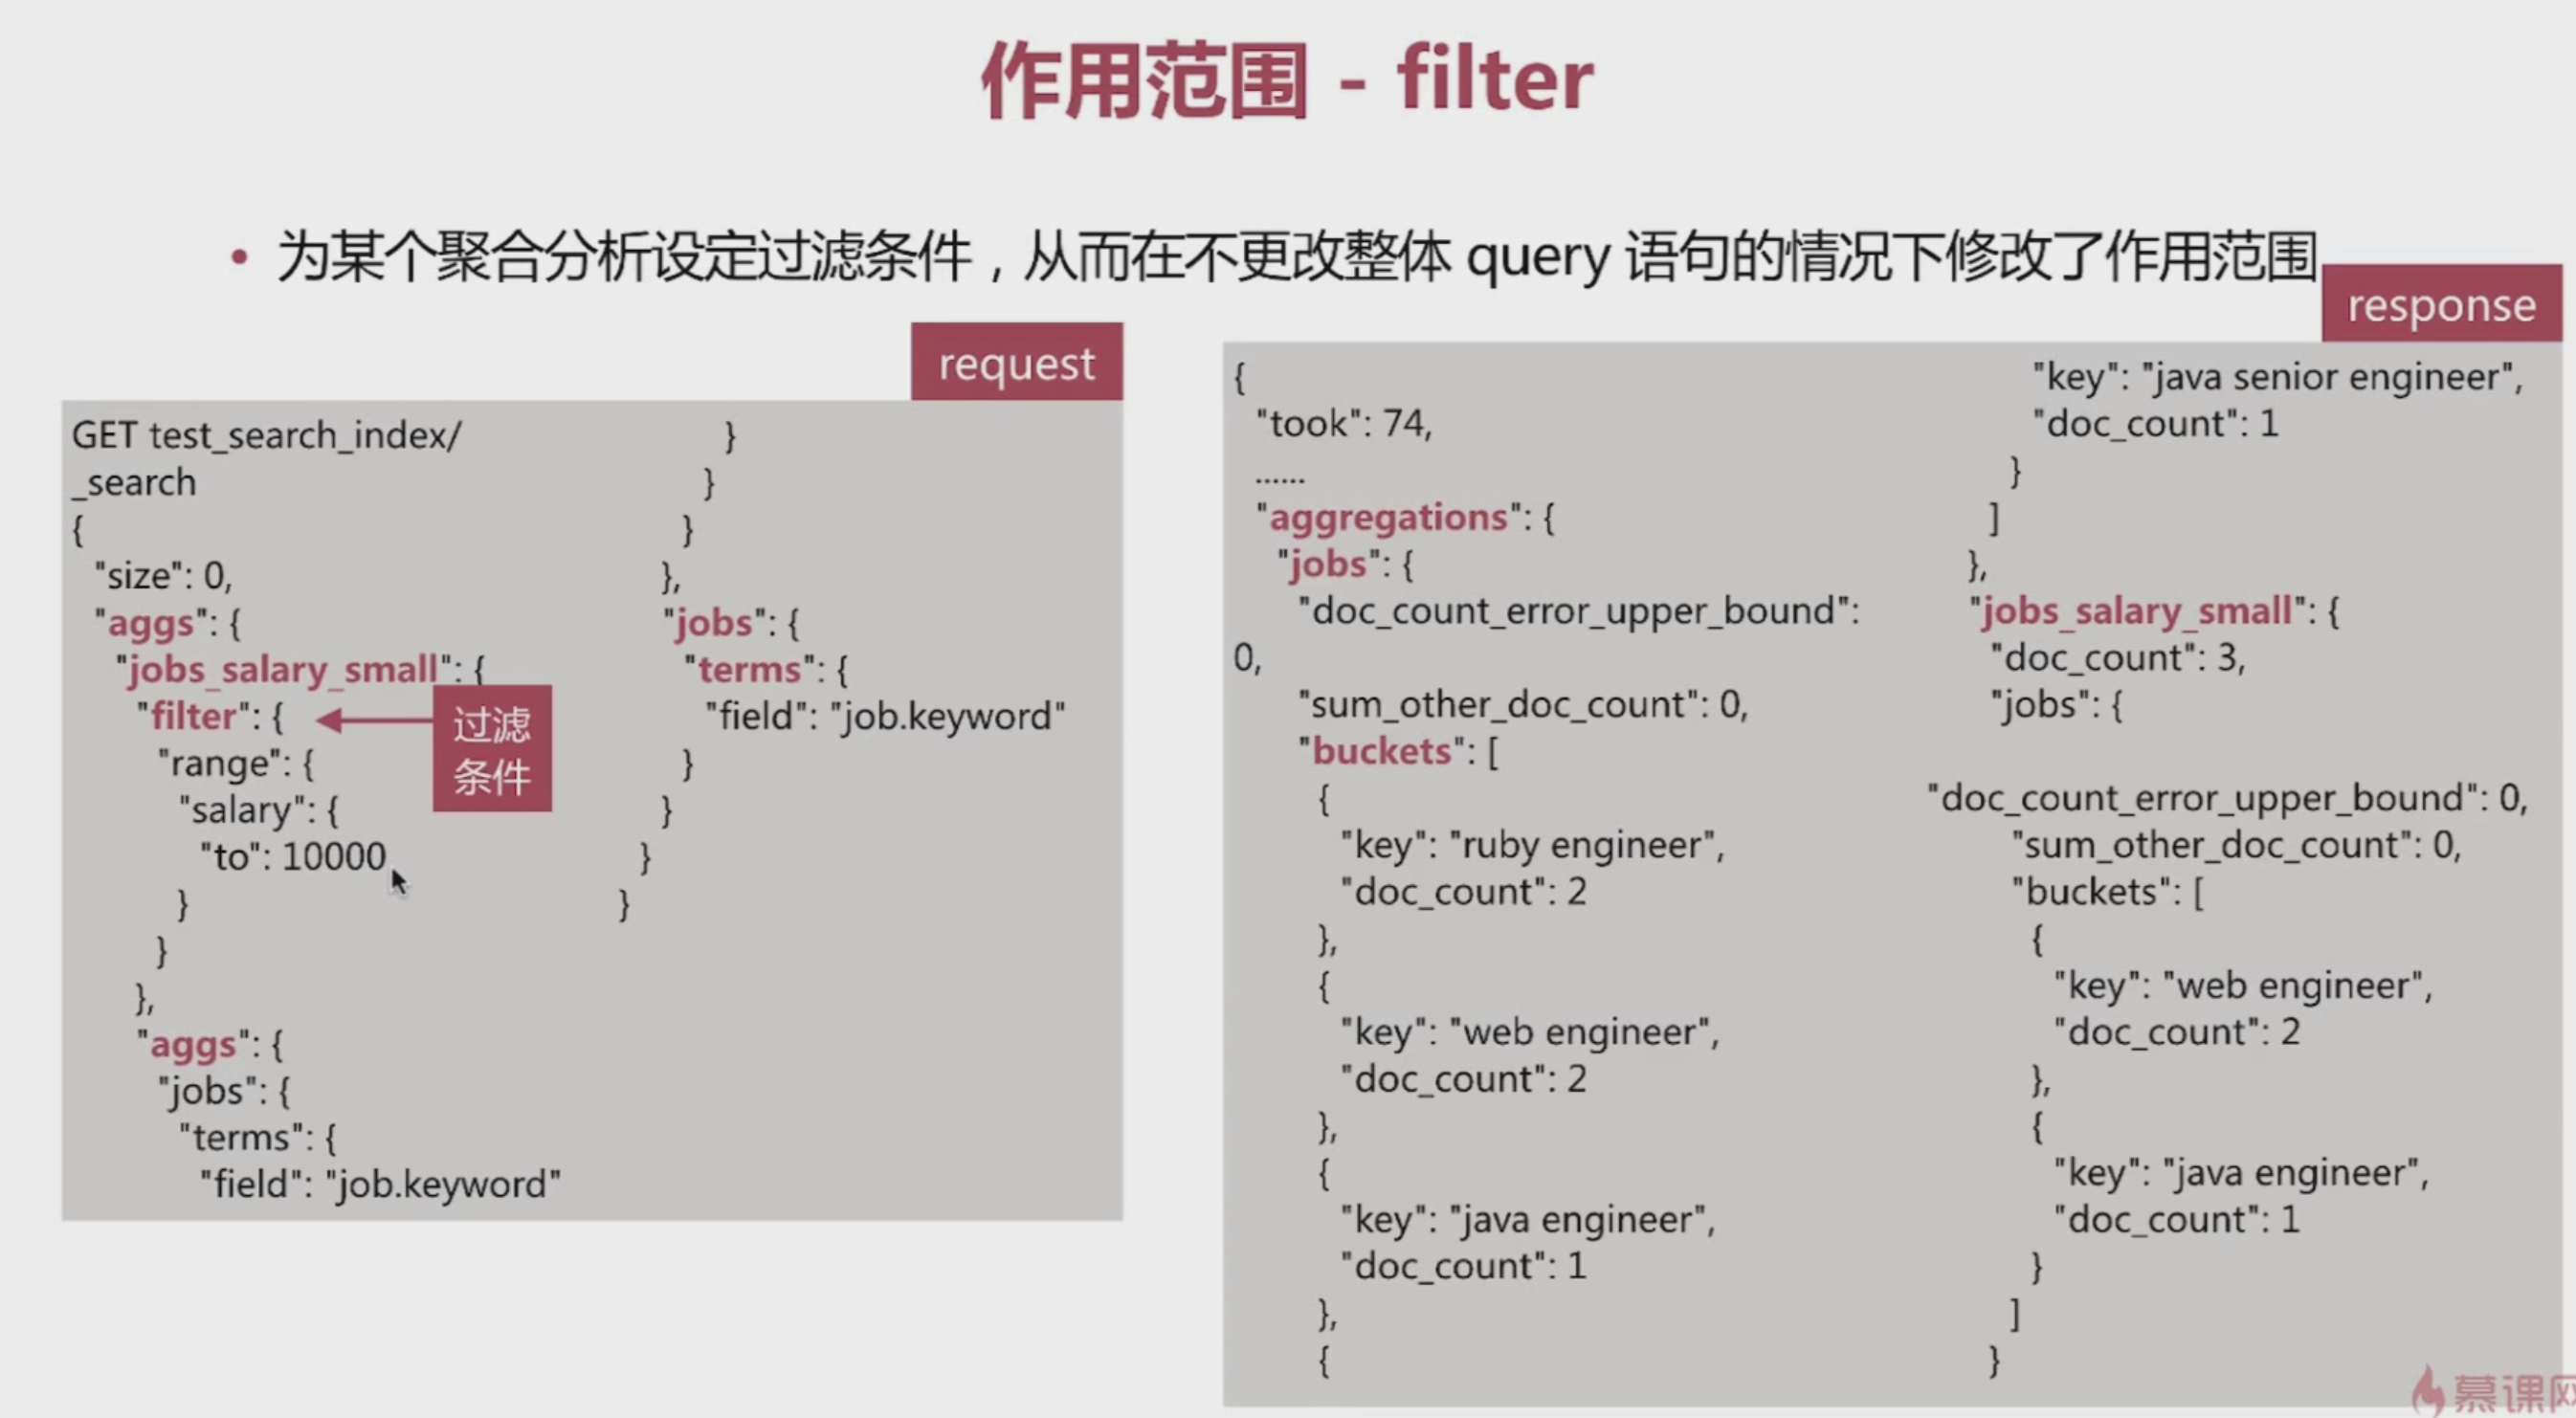 作用范围 - filter
• 为某个聚合分析设定过滤条件，从而在不更改整体 query 语句的情况下修改了作用范围
request
GET test_search_index/
_search
{
"size": 0,
"aggs": {
"jobs_salary_small": {
"filter": {
过滤
条件
"range": {
"salary": {
"to": 10000
}
}
},
"aggs": {
"jobs": {
"terms": {
"field": "job.keyword"
}
}
}
},
"jobs": {
"terms": {
"field": "job.keyword"
}
}
}
}
response
{
"took": 74,
......
"aggregations": {
"jobs": {
"doc_count_error_upper_bound":
0,
"sum_other_doc_count": 0,
"buckets": [
{
"key": "ruby engineer",
"doc_count": 2
},
{
"key": "web engineer",
"doc_count": 2
},
{
"key": "java engineer",
"doc_count": 1
},
{
"key": "java senior engineer",
"doc_count": 1
}
]
},
"jobs_salary_small": {
"doc_count": 3,
"jobs": {
"doc_count_error_upper_bound": 0,
"sum_other_doc_count": 0,
"buckets": [
{
"key": "web engineer",
"doc_count": 2
},
{
"key": "java engineer",
"doc_count": 1
}
]
}
慕课网